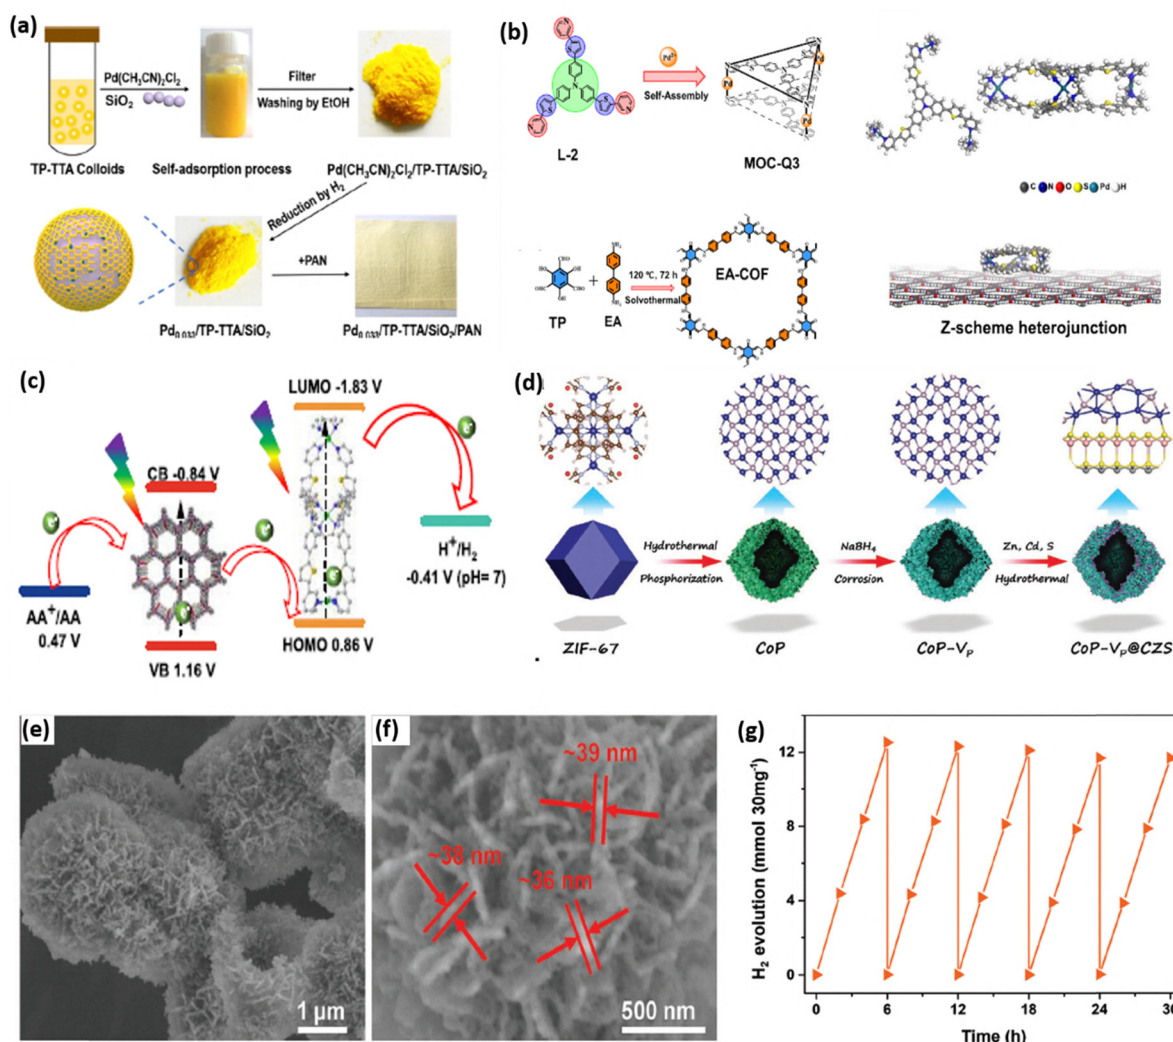 (a)
Pd(CH3CN)2Cl2
SiO2
Filter
Washing by EtOH
TP-TTA Colloids
Self-adsorption process
Pd(CH3CN)2Cl2/TP-TTA/SiO2
Reduction by H2
+PAN
Pd0.033/TP-TTA/SiO2
Pd0.033/TP-TTA/SiO2/PAN
(b)
L-2
Pd2+
Self-Assembly
Pd
Pd
Pd
MOC-Q3
C N O S Pd H
TP
+
EA
120 ℃, 72 h
Solvothermal
EA-COF
Z-scheme heterojunction
(c)
LUMO -1.83 V
CB -0.84 V
H+/H2
-0.41 V (pH= 7)
AA+/AA
0.47 V
VB 1.16 V
HOMO 0.86 V
(d)
Hydrothermal
Phosphorization
NaBH4
Corrosion
Zn, Cd, S
Hydrothermal
ZIF-67
CoP
CoP-VP
CoP-VP@CZS
(e)
1 μm
(f)
~39 nm
~38 nm
~36 nm
500 nm
(g)
H2 evolution (mmol 30mg-1)
12
8
4
0
0 6 12 18 24 30
Time (h)